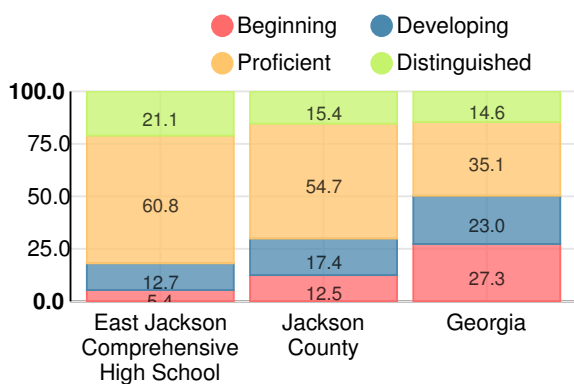 Beginning Developing
Proficient Distinguished
100.0
75.0
50.0
25.0
0.0
21.1
60.8
12.7
5.4
15.4
54.7
17.4
12.5
14.6
35.1
23.0
27.3
East Jackson
Comprehensive
High School
Jackson
County
Georgia